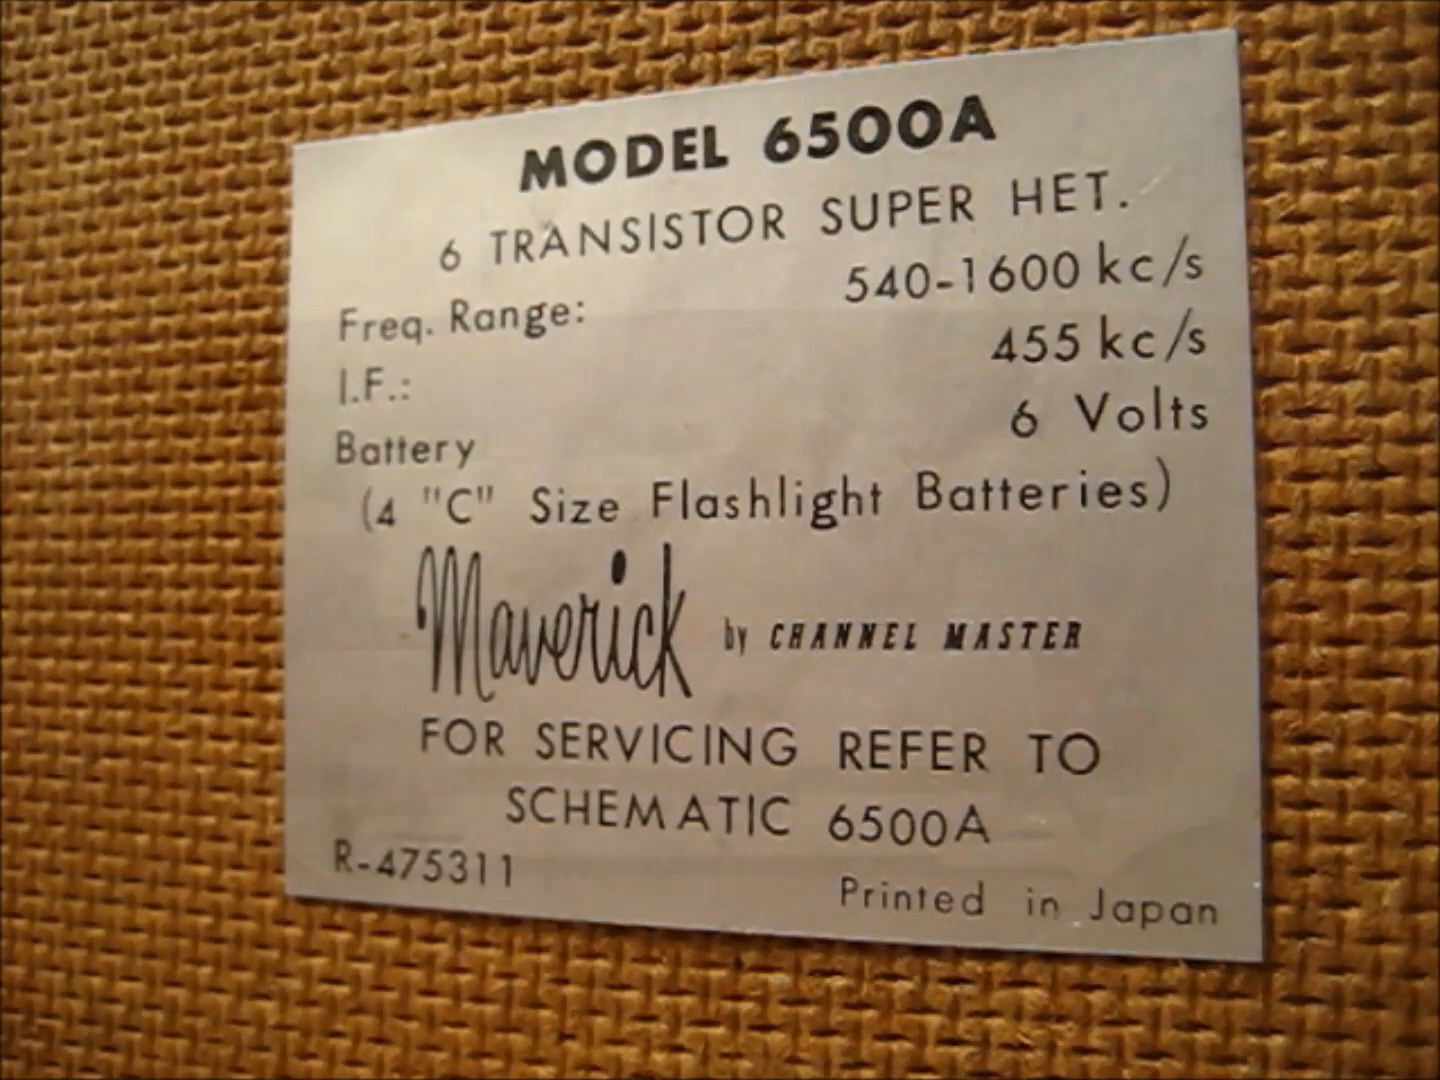 MODEL 6500A
6 TRANSISTOR SUPER HET.
Freq. Range: 540-1600 kc/s
I.F.: 455 kc/s
Battery 6 Volts
(4 "C" Size Flashlight Batteries)
Maverick by CHANNEL MASTER
FOR SERVICING REFER TO
SCHEMATIC 6500A
R-475311
Printed in Japan